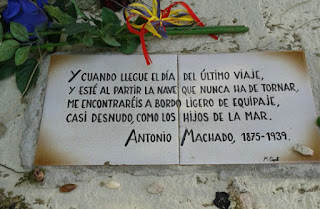 Y CUANDO LLEGUE EL DÍA DEL ÚLTIMO VIAJE,
Y ESTÉ AL PARTIR LA NAVE QUE NUNCA HA DE TORNAR,
ME ENCONTRARÉIS A BORDO LIGERO DE EQUIPAJE,
CASI DESNUDO, COMO LOS HIJOS DE LA MAR.
ANTONIO MACHADO, 1875-1939.